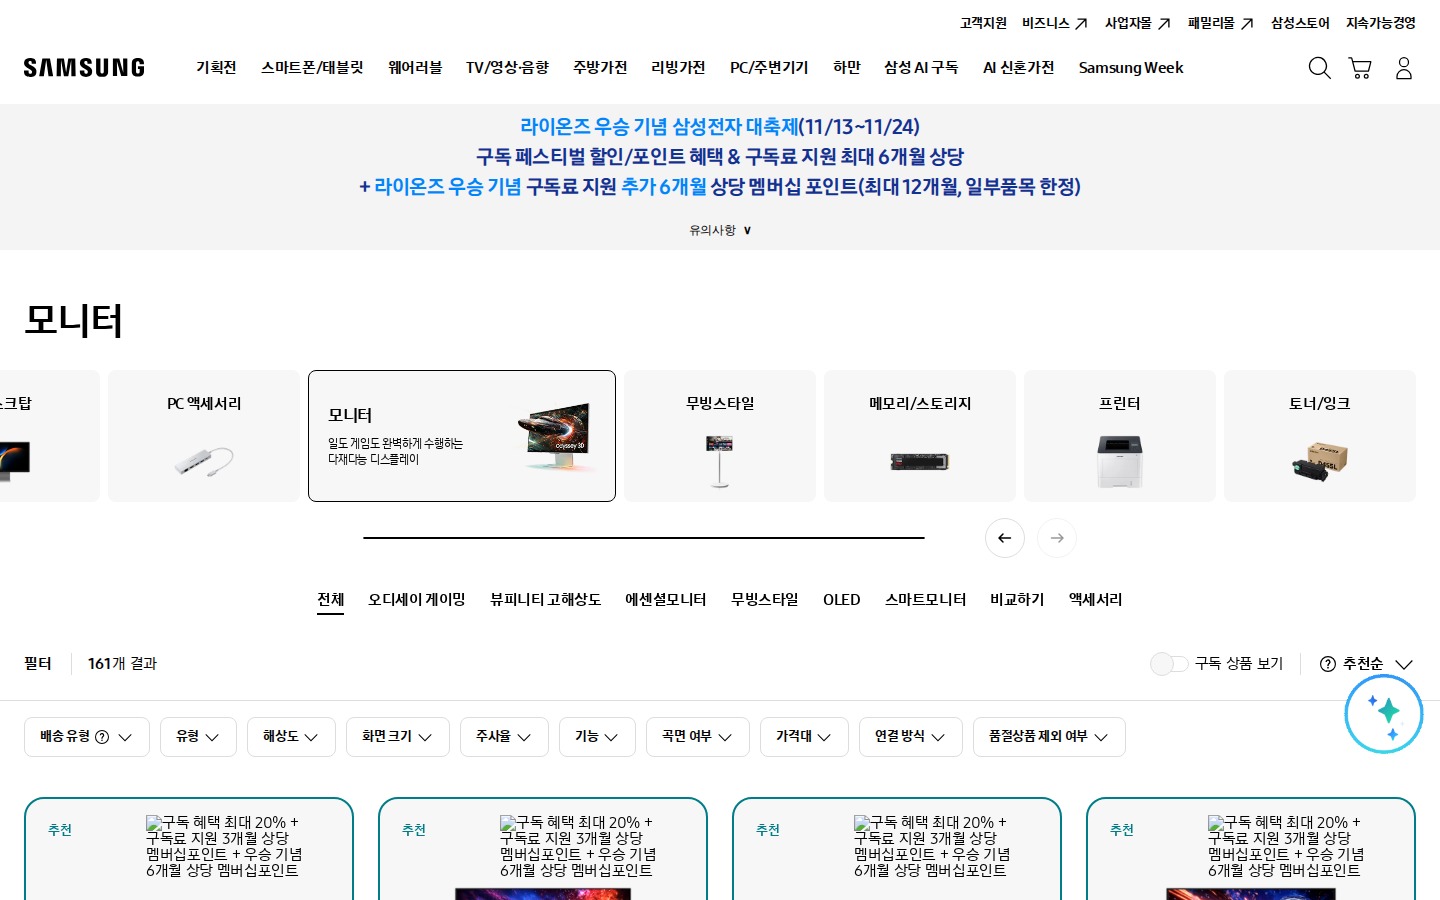 고객지원 비즈니스 사업자몰 패밀리몰 삼성스토어 지속가능경영
SAMSUNG 기획전 스마트폰/태블릿 웨어러블 TV/영상·음향 주방가전 리빙가전 PC/주변기기 하만 삼성 AI 구독 AI 신혼가전 Samsung Week
라이온즈 우승 기념 삼성전자 대축제(11/13~11/24)
구독 페스티벌 할인/포인트 혜택 & 구독료 지원 최대 6개월 상당
+ 라이온즈 우승 기념 구독료 지원 추가 6개월 상당 멤버십 포인트(최대 12개월, 일부품목 한정)
유의사항 ∨
모니터
스크탑
PC 액세서리
모니터
일도 게임도 완벽하게 수행하는
다재다능 디스플레이
Odyssey 3D
무빙스타일
메모리/스토리지
프린터
토너/잉크
D455L
전체 오디세이 게이밍 뷰피니티 고해상도 에센셜모니터 무빙스타일 OLED 스마트모니터 비교하기 액세서리
필터 161개 결과 구독 상품 보기 추천순
배송 유형 유형 해상도 화면 크기 주사율 기능 곡면 여부 가격대 연결 방식 품절상품 제외 여부
추천
구독 혜택 최대 20% +
구독료 지원 3개월 상당
멤버십포인트 + 우승 기념
6개월 상당 멤버십포인트
추천
구독 혜택 최대 20% +
구독료 지원 3개월 상당
멤버십포인트 + 우승 기념
6개월 상당 멤버십포인트
추천
구독 혜택 최대 20% +
구독료 지원 3개월 상당
멤버십포인트 + 우승 기념
6개월 상당 멤버십포인트
추천
구독 혜택 최대 20% +
구독료 지원 3개월 상당
멤버십포인트 + 우승 기념
6개월 상당 멤버십포인트